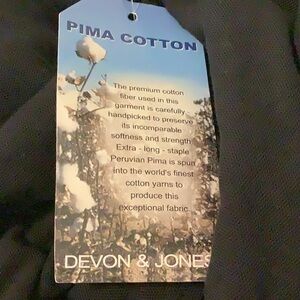 PIMA COTTON
The premium cotton
fiber used in this
garment is carefully
handpicked to preserve
its incomparable
softness and strength
Extra - long - staple
Peruvian Pima is spun
into the world's finest
cotton yarns to
produce this
exceptional fabric
DEVON & JONES